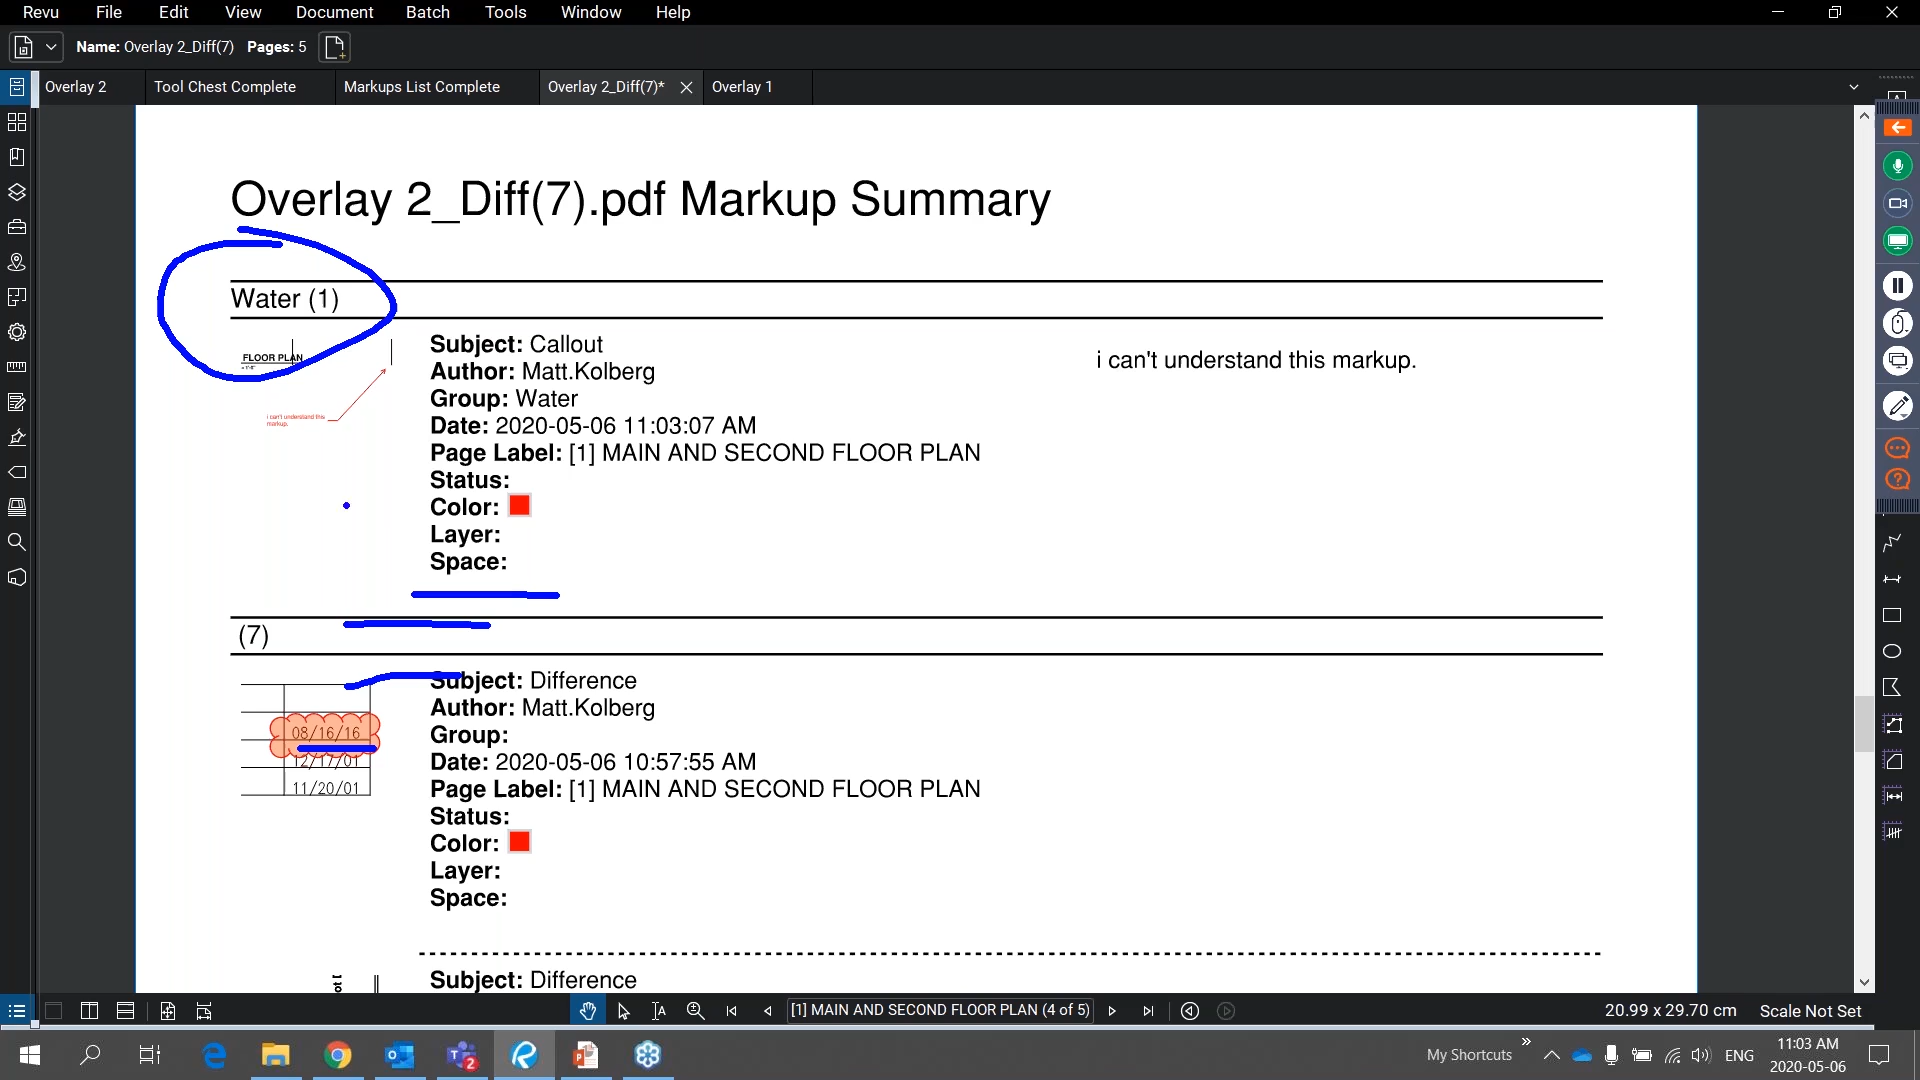 Revu File Edit View Document Batch Tools Window Help
Name: Overlay 2_Diff(7) Pages: 5
Overlay 2 Tool Chest Complete Markups List Complete Overlay 2_Diff(7)* Overlay 1
Overlay 2_Diff(7).pdf Markup Summary
Water (1)
FLOOR PLAN
i can't understand this
markup.
Subject: Callout
Author: Matt.Kolberg
Group: Water
Date: 2020-05-06 11:03:07 AM
Page Label: [1] MAIN AND SECOND FLOOR PLAN
Status:
Color:
Layer:
Space:
i can't understand this markup.
(7)
08/16/16
12/17/01
11/20/01
Subject: Difference
Author: Matt.Kolberg
Group:
Date: 2020-05-06 10:57:55 AM
Page Label: [1] MAIN AND SECOND FLOOR PLAN
Status:
Color:
Layer:
Space:
Subject: Difference
[1] MAIN AND SECOND FLOOR PLAN (4 of 5) 20.99 x 29.70 cm Scale Not Set
2 My Shortcuts » ENG 11:03 AM
2020-05-06